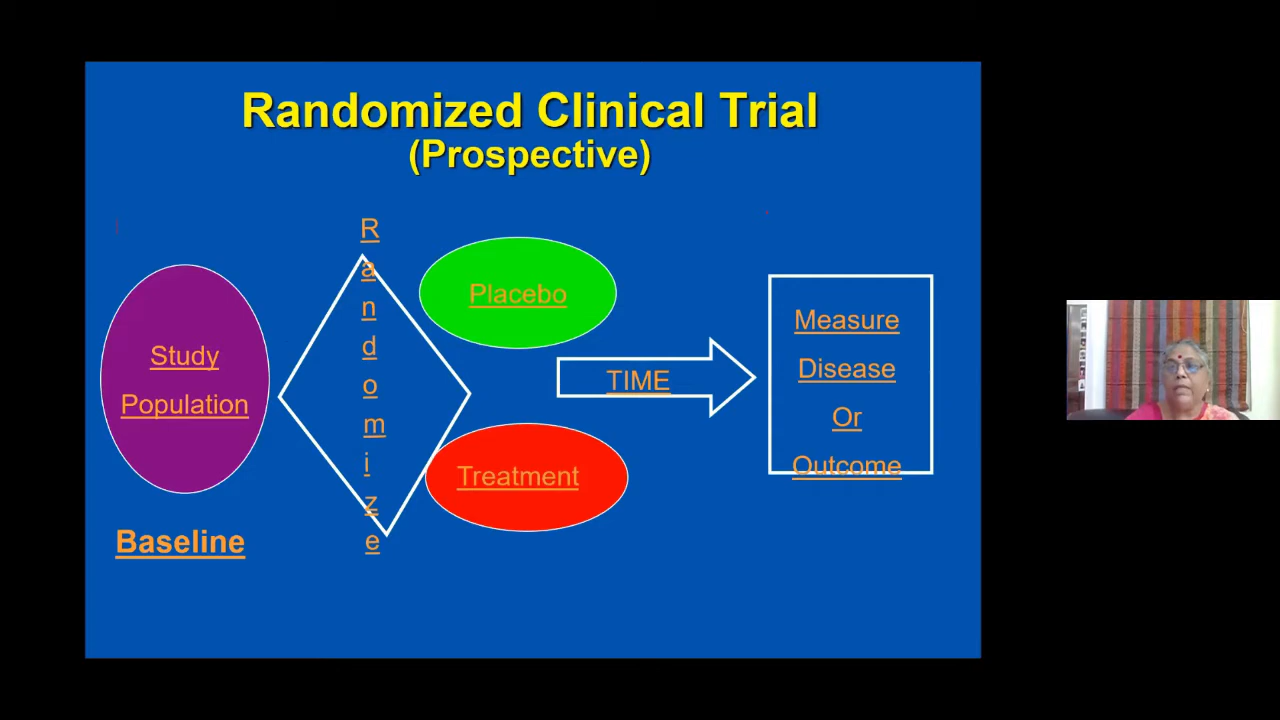 Randomized Clinical Trial
(Prospective)
Study
Population
Baseline
R
a
n
d
o
m
i
z
e
Placebo
Treatment
TIME
Measure
Disease
Or
Outcome